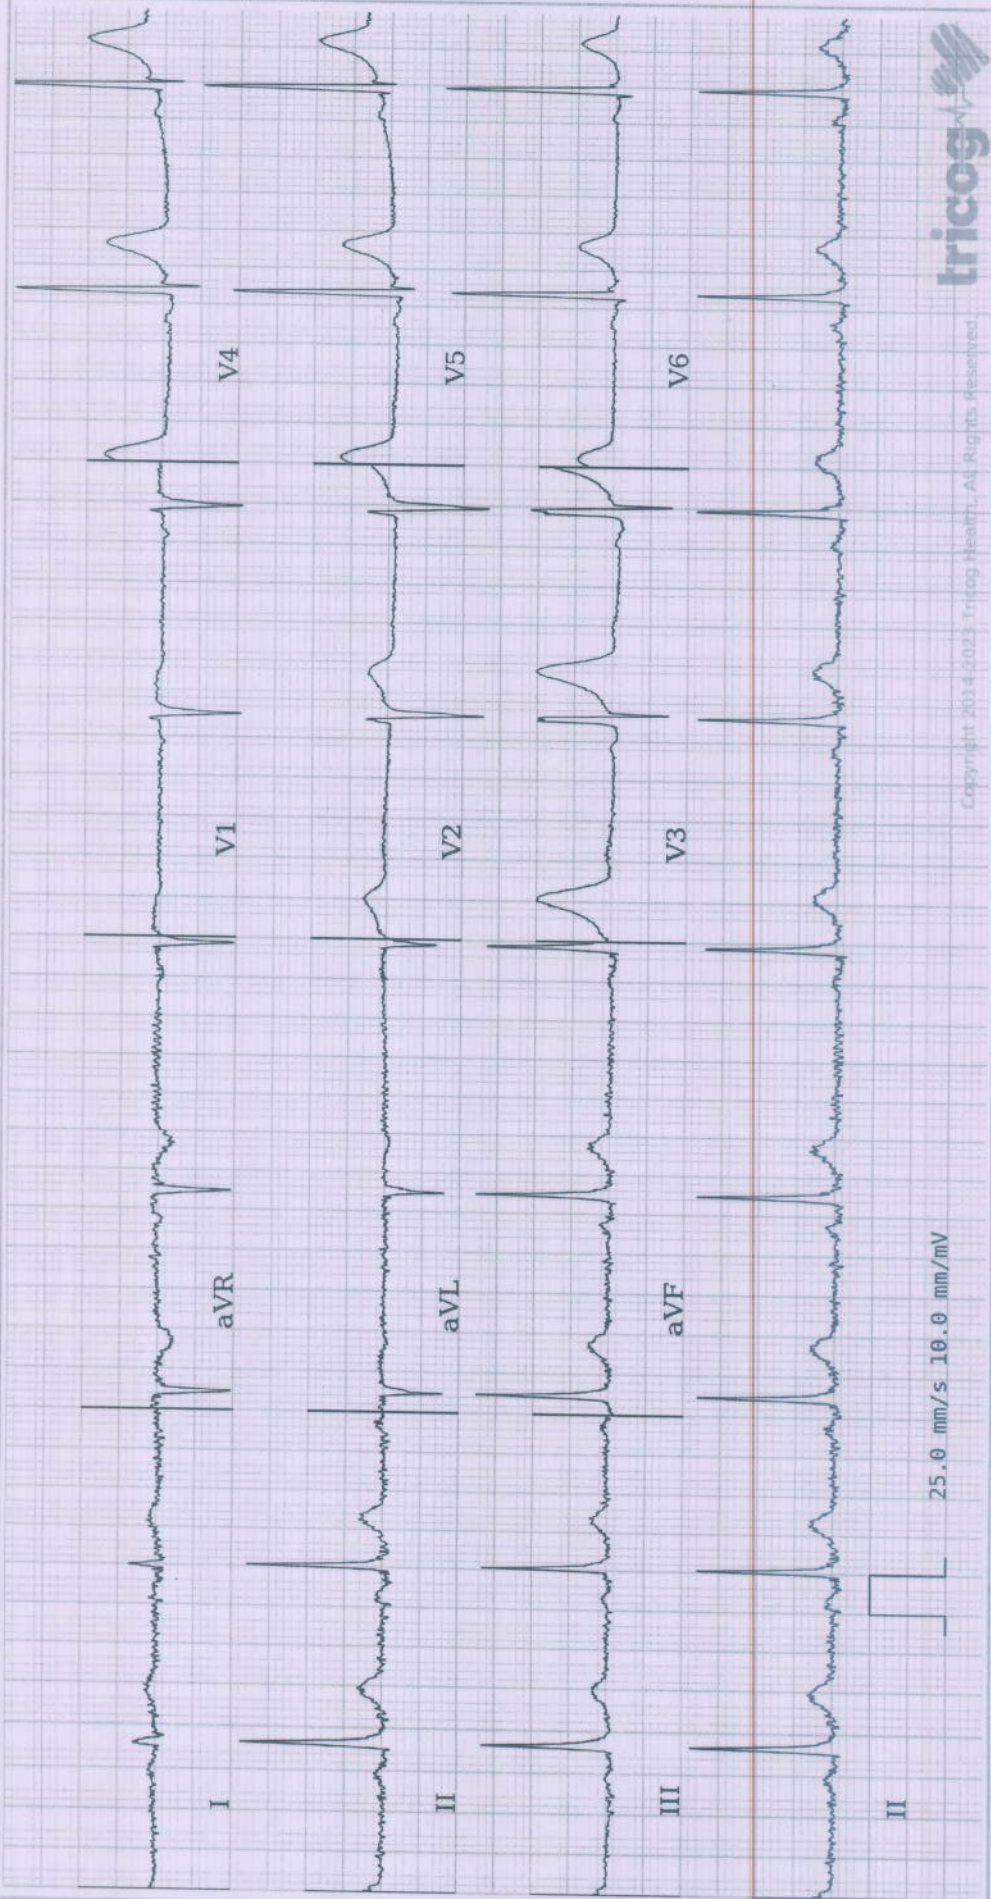 I aVR V1 V4
II aVL V2 V5
III aVF V3 V6
II
25.0 mm/s 10.0 mm/mV
Copyright 2014-2023 Tricog Health. All Rights Reserved.
tricog